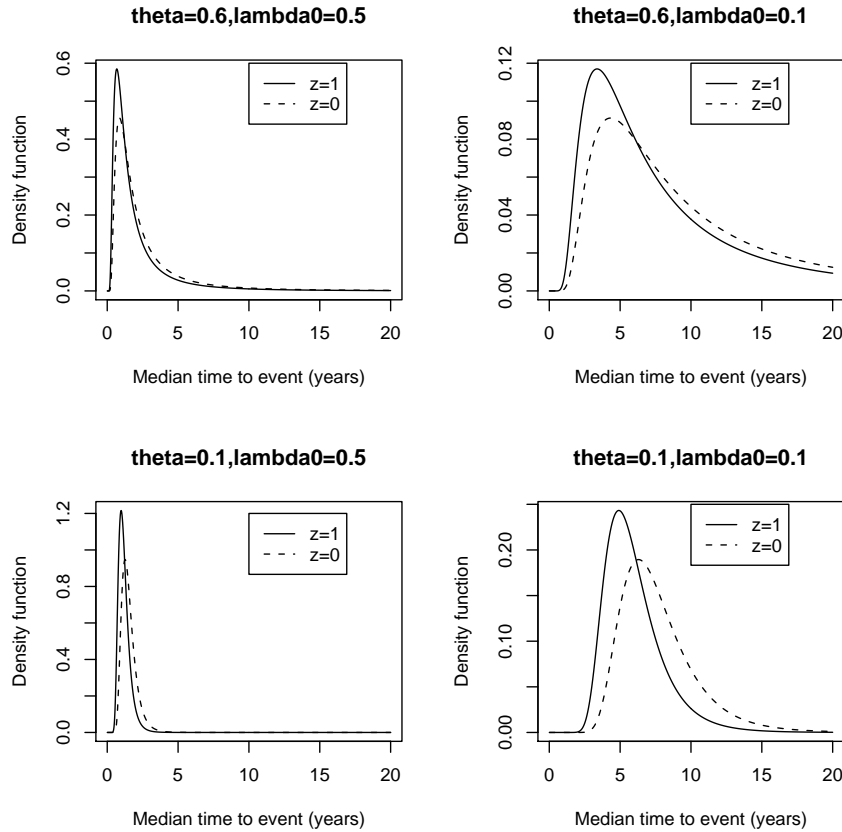 theta=0.6,lambda0=0.5
0.6
0.4
0.2
0.0
Density function
z=1
z=0
0 5 10 15 20
Median time to event (years)
theta=0.6,lambda0=0.1
0.12
0.08
0.04
0.00
Density function
z=1
z=0
0 5 10 15 20
Median time to event (years)
theta=0.1,lambda0=0.5
1.2
0.8
0.4
0.0
Density function
z=1
z=0
0 5 10 15 20
Median time to event (years)
theta=0.1,lambda0=0.1
0.20
0.10
0.00
Density function
z=1
z=0
0 5 10 15 20
Median time to event (years)